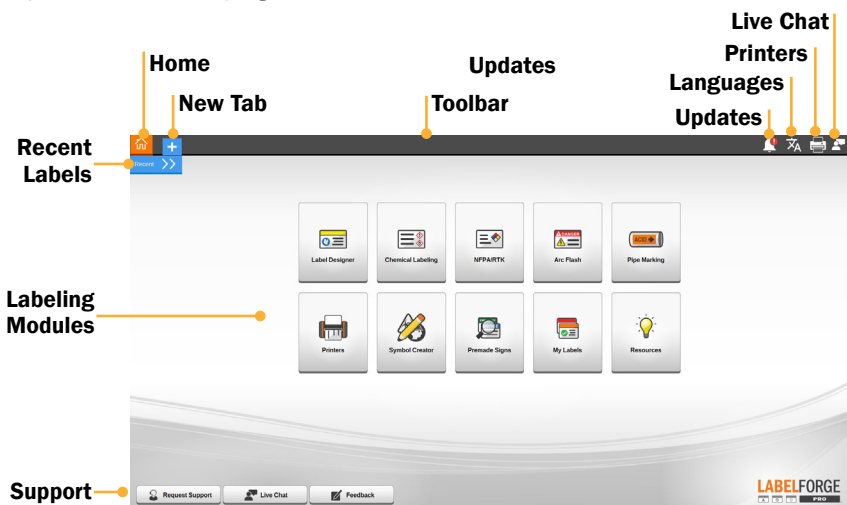 Live Chat
Home
Updates
Printers
Languages
New Tab
Toolbar
Updates
Recent
Labels
Recent
Label Designer
Chemical Labeling
NFPA/RTK
DANGER
Arc Flash
ACID
Pipe Marking
Labeling
Modules
Printers
Symbol Creator
Premade Signs
My Labels
Resources
Support
Request Support
Live Chat
Feedback
LABELFORGE
PRO